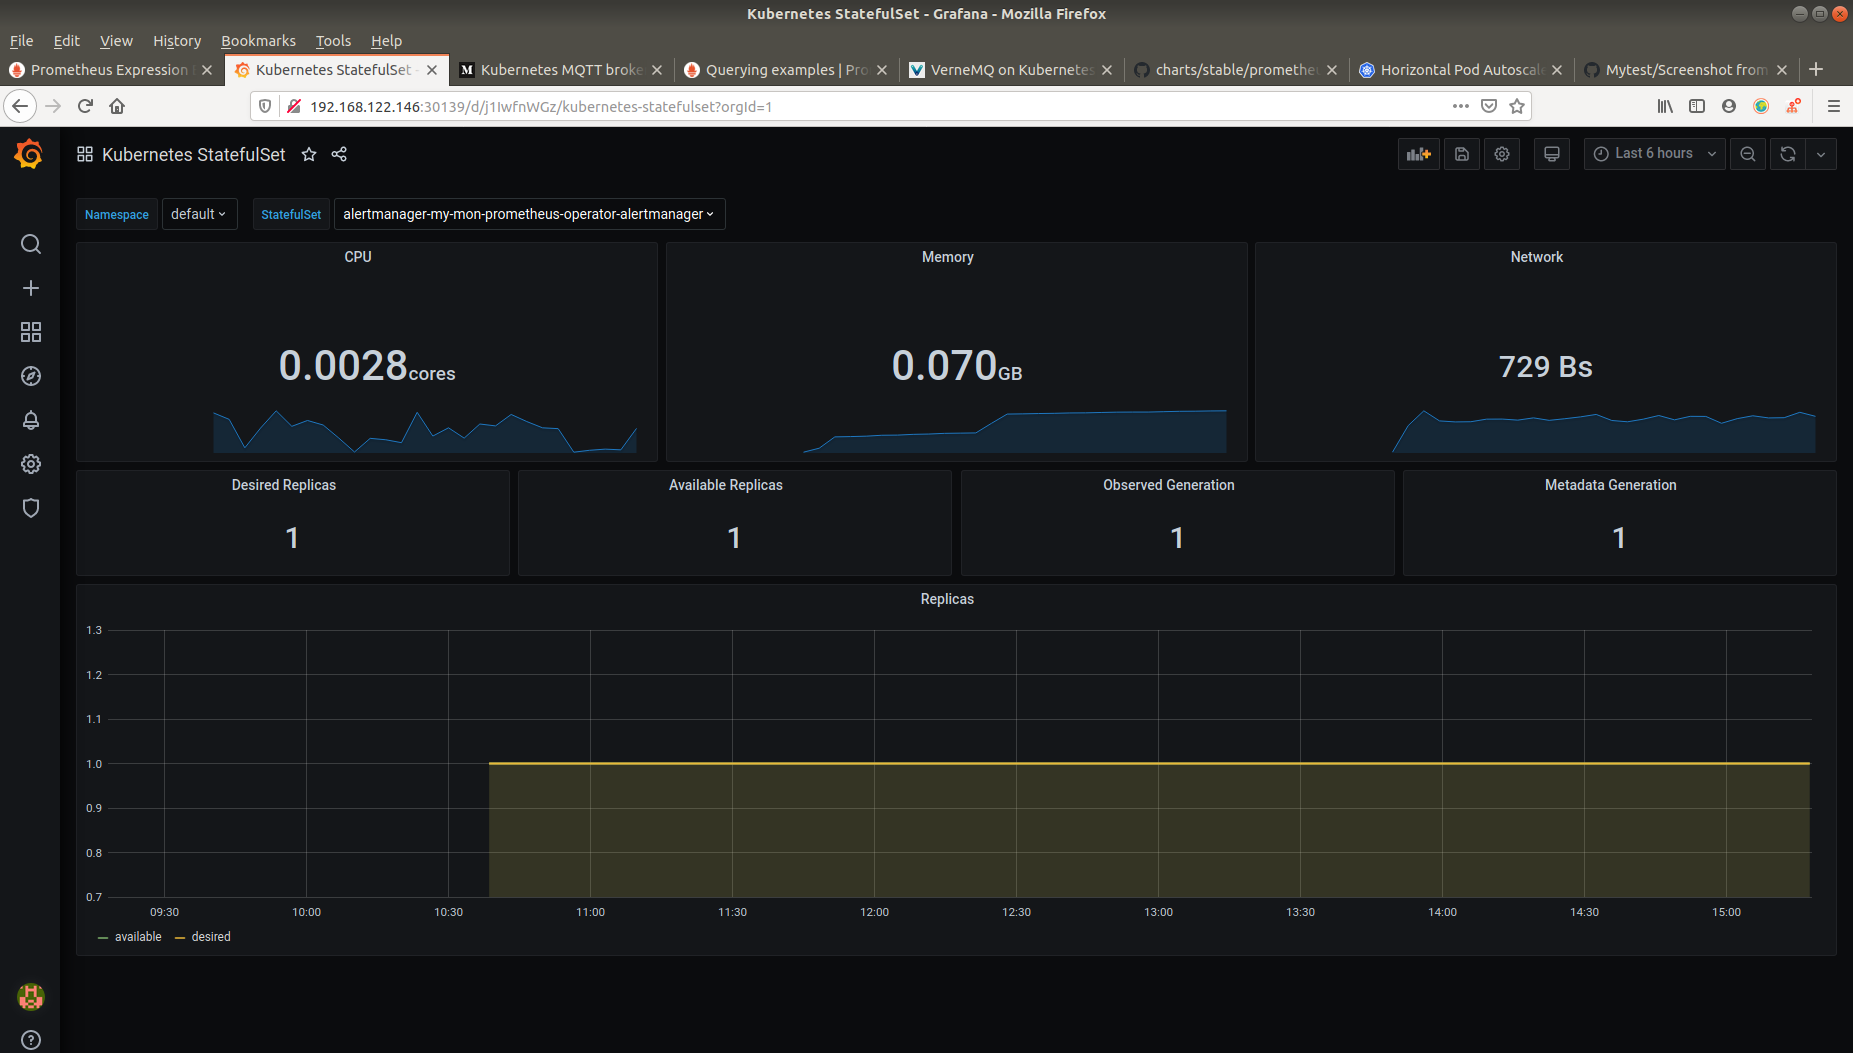 Kubernetes StatefulSet - Grafana - Mozilla Firefox
File Edit View History Bookmarks Tools Help
Prometheus Expression Kubernetes StatefulSet - Kubernetes MQTT broke Querying examples | Pro VerneMQ on Kubernetes charts/stable/promethe Horizontal Pod Autoscale Mytest/Screenshot from
192.168.122.146:30139/d/j1IwfnWGz/kubernetes-statefulset?orgId=1
Kubernetes StatefulSet Last 6 hours
Namespace default StatefulSet alertmanager-my-mon-prometheus-operator-alertmanager
CPU Memory Network
0.0028cores 0.070GB 729 Bs
Desired Replicas Available Replicas Observed Generation Metadata Generation
1 1 1 1
Replicas
1.3
1.2
1.1
1.0
0.9
0.8
0.7
09:30 10:00 10:30 11:00 11:30 12:00 12:30 13:00 13:30 14:00 14:30 15:00
available desired